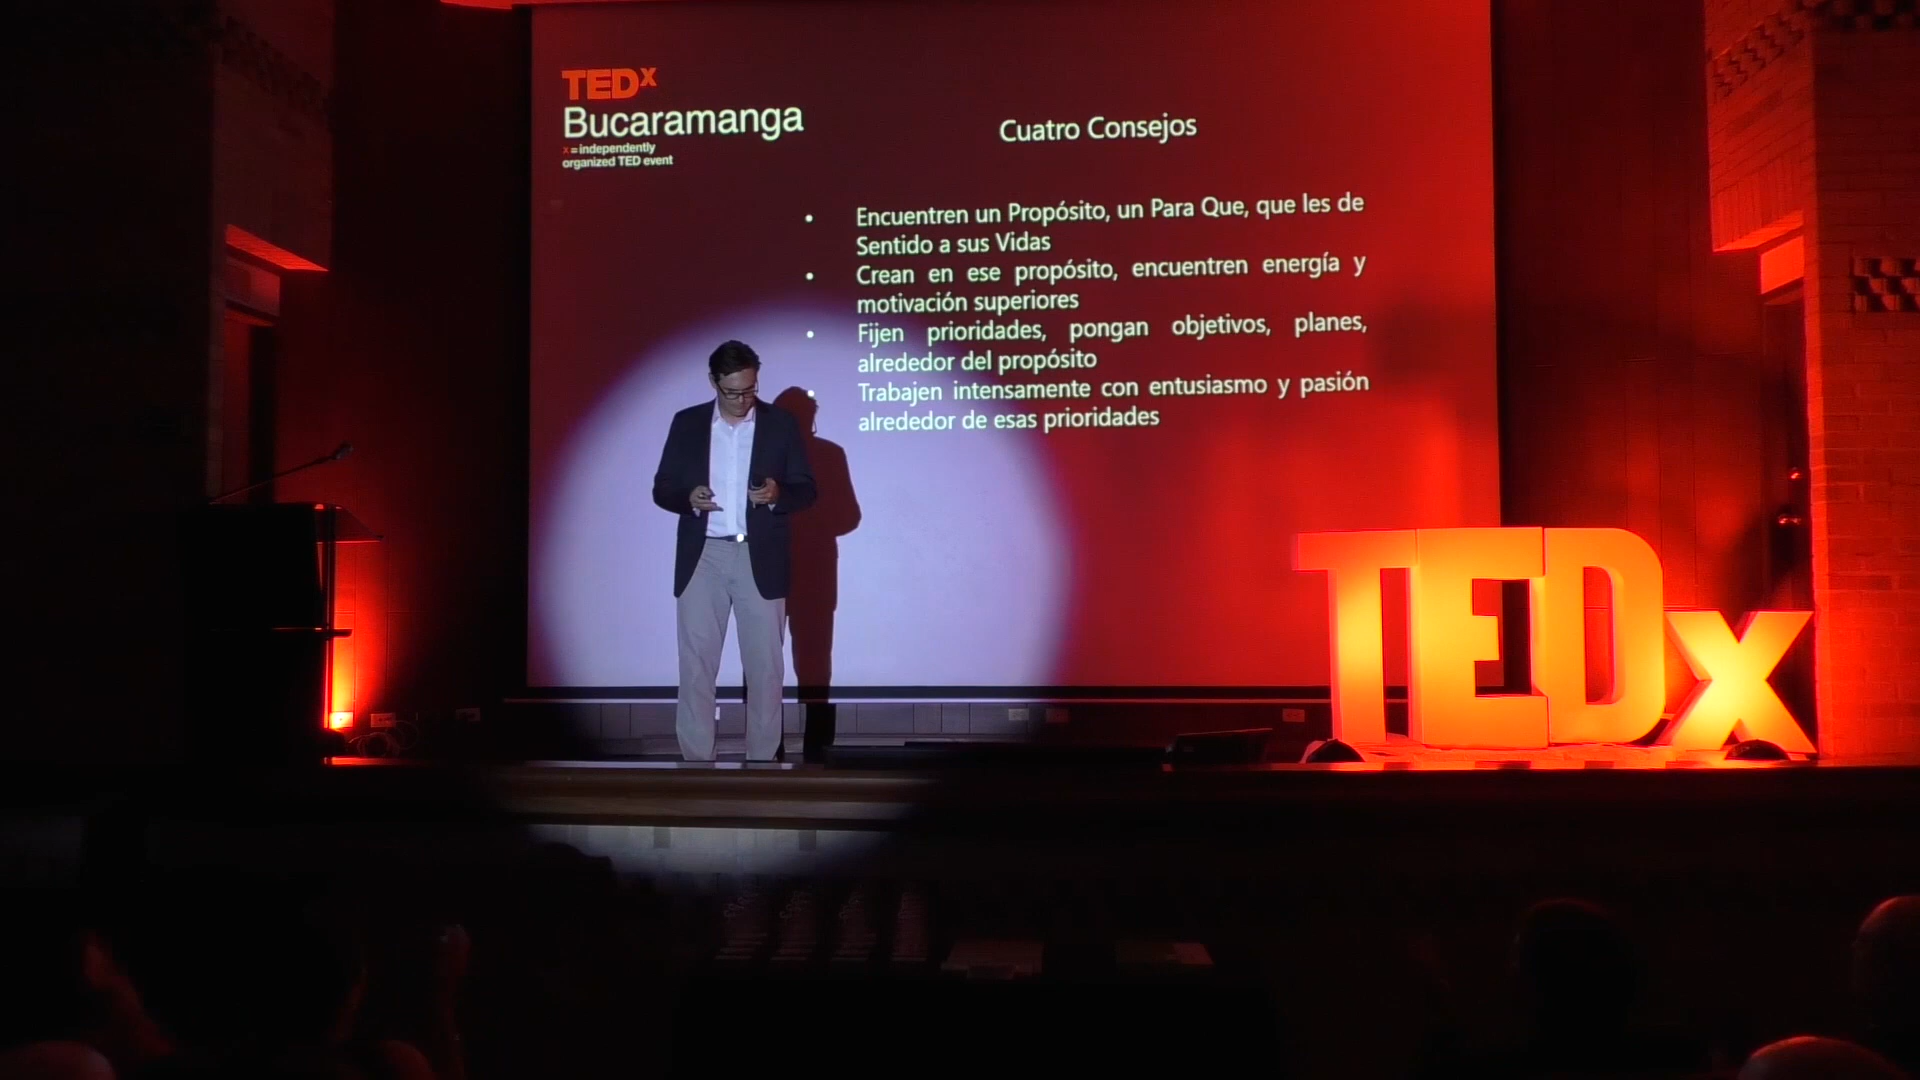 TEDx
Bucaramanga
x = independently
organized TED event
Cuatro Consejos
• Encuentren un Propósito, un Para Que, que les de
Sentido a sus Vidas
• Crean en ese propósito, encuentren energía y
motivación superiores
• Fijen prioridades, pongan objetivos, planes,
alrededor del propósito
• Trabajen intensamente con entusiasmo y pasión
alrededor de esas prioridades
TEDx